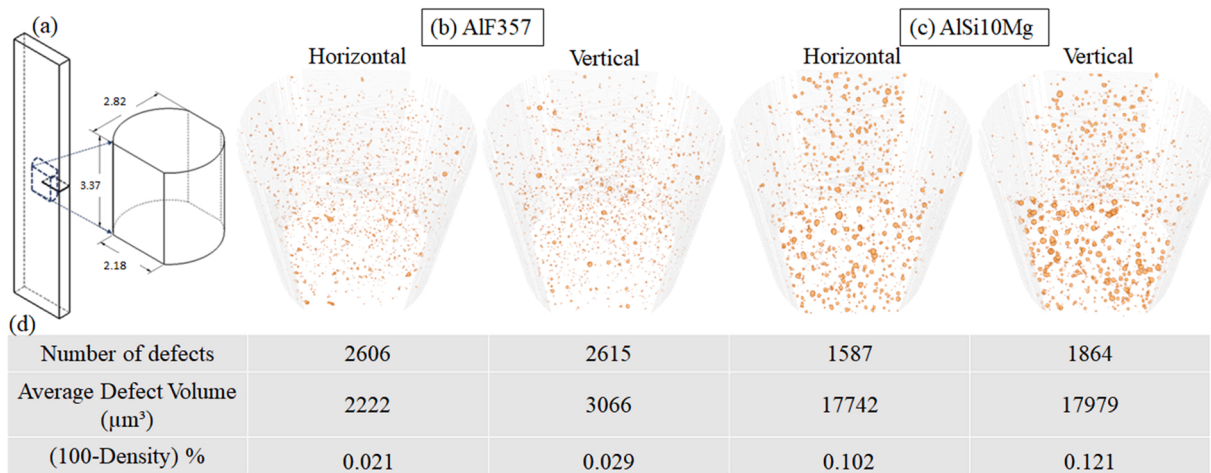 (a)
(b) AlF357
(c) AlSi10Mg
Horizontal
Vertical
Horizontal
Vertical
2.82
3.37
2.18
(d)
Number of defects 2606 2615 1587 1864
Average Defect Volume
(µm³) 2222 3066 17742 17979
(100-Density) % 0.021 0.029 0.102 0.121